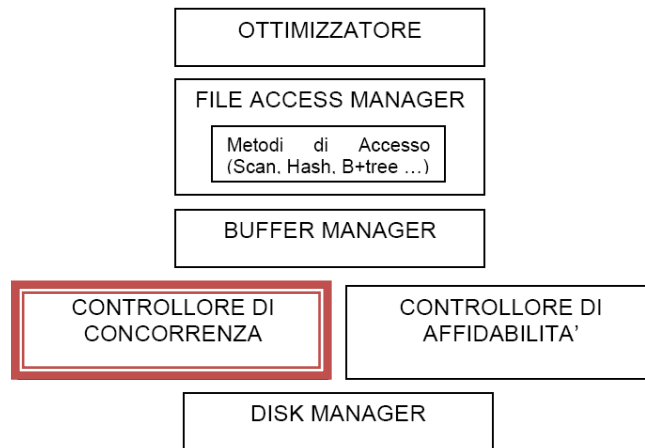 OTTIMIZZATORE
FILE ACCESS MANAGER
Metodi di Accesso
(Scan, Hash, B+tree …)
BUFFER MANAGER
CONTROLLORE DI
CONCORRENZA
CONTROLLORE DI
AFFIDABILITA’
DISK MANAGER